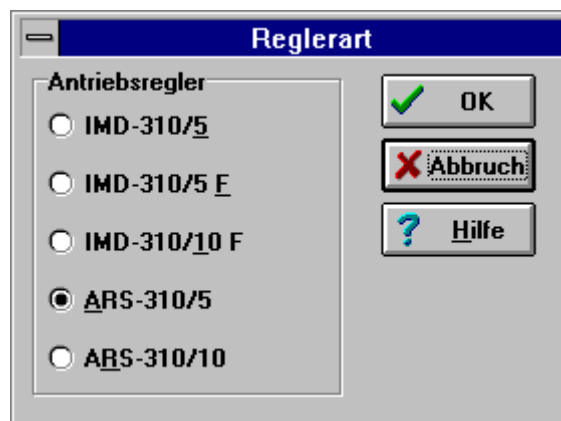 Reglerart
Antriebsregler
IMD-310/5
IMD-310/5 F
IMD-310/10 F
ARS-310/5
ARS-310/10
OK
Abbruch
Hilfe